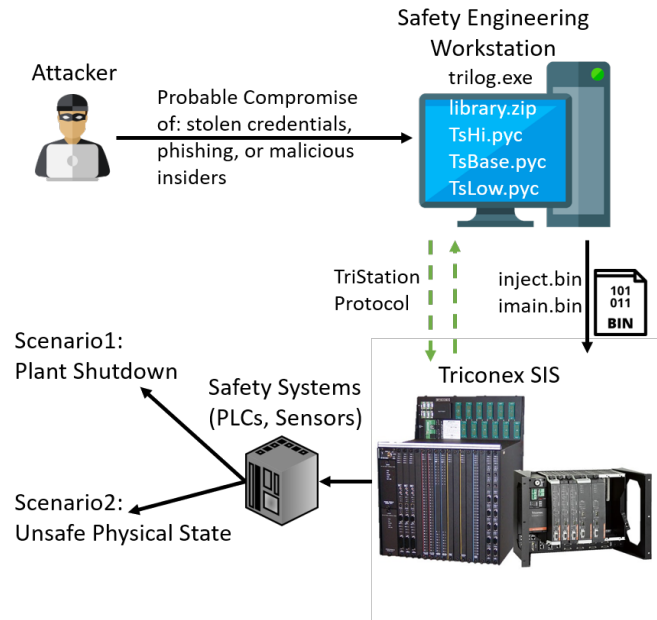 Safety Engineering
Workstation
Attacker
trilog.exe
library.zip
TsHi.pyc
TsBase.pyc
TsLow.pyc
Probable Compromise
of: stolen credentials,
phishing, or malicious
insiders
TriStation
Protocol
inject.bin
imain.bin
101
011
BIN
Scenario1:
Plant Shutdown
Safety Systems
(PLCs, Sensors)
Triconex SIS
Scenario2:
Unsafe Physical State